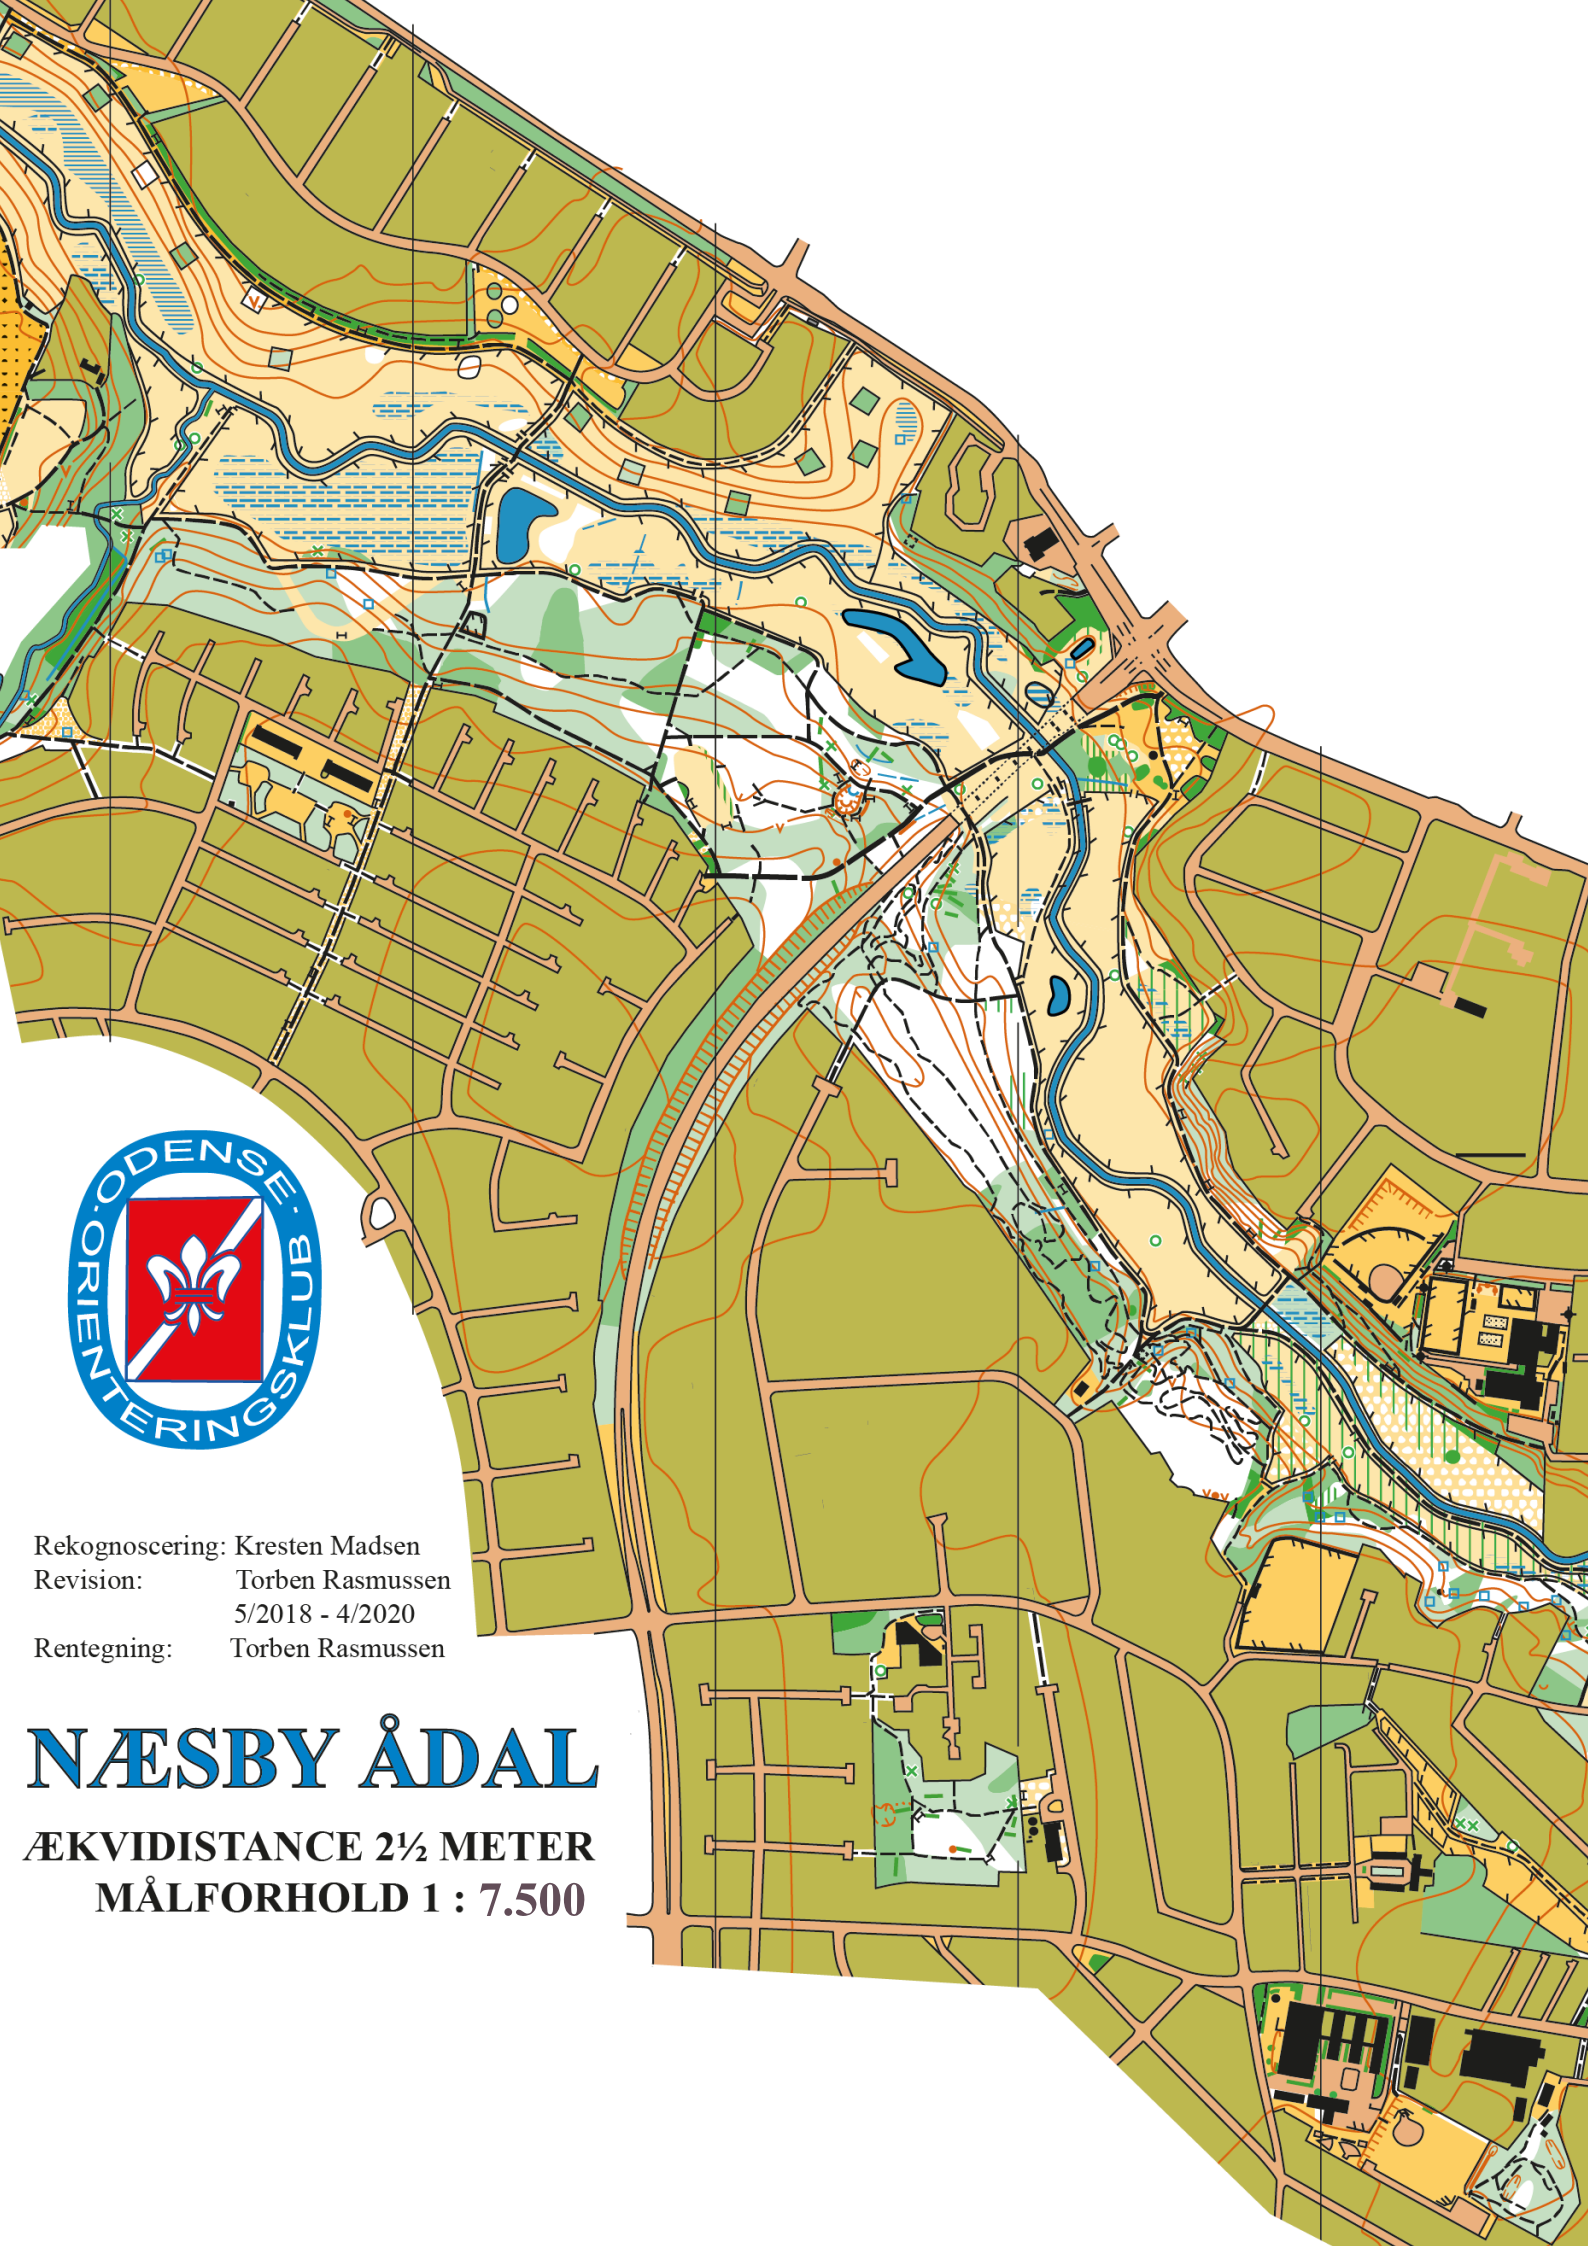 ODENSE
ORIENTERINGSKLUB
Rekognoscering: Kresten Madsen
Revision: Torben Rasmussen
5/2018 - 4/2020
Rentegning: Torben Rasmussen
NÆSBY ÅDAL
ÆKVIDISTANCE 2½ METER
MÅLFORHOLD 1 : 7.500